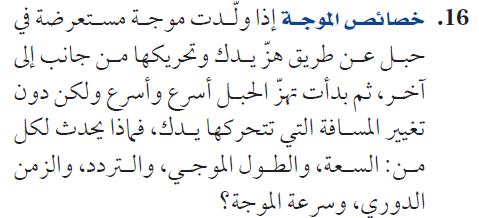 16. خصائص الموجة إذا ولّدت موجة مستعرضة في
حبل عن طريق هزّ يدك وتحريكها من جانب إلى
آخر، ثم بدأت تهزّ الحبل أسرع وأسرع ولكن دون
تغيير المسافة التي تتحركها يدك، فماذا يحدث لكل
من: السعة، والطول الموجي، والتردد، والزمن
الدوري، وسرعة الموجة؟